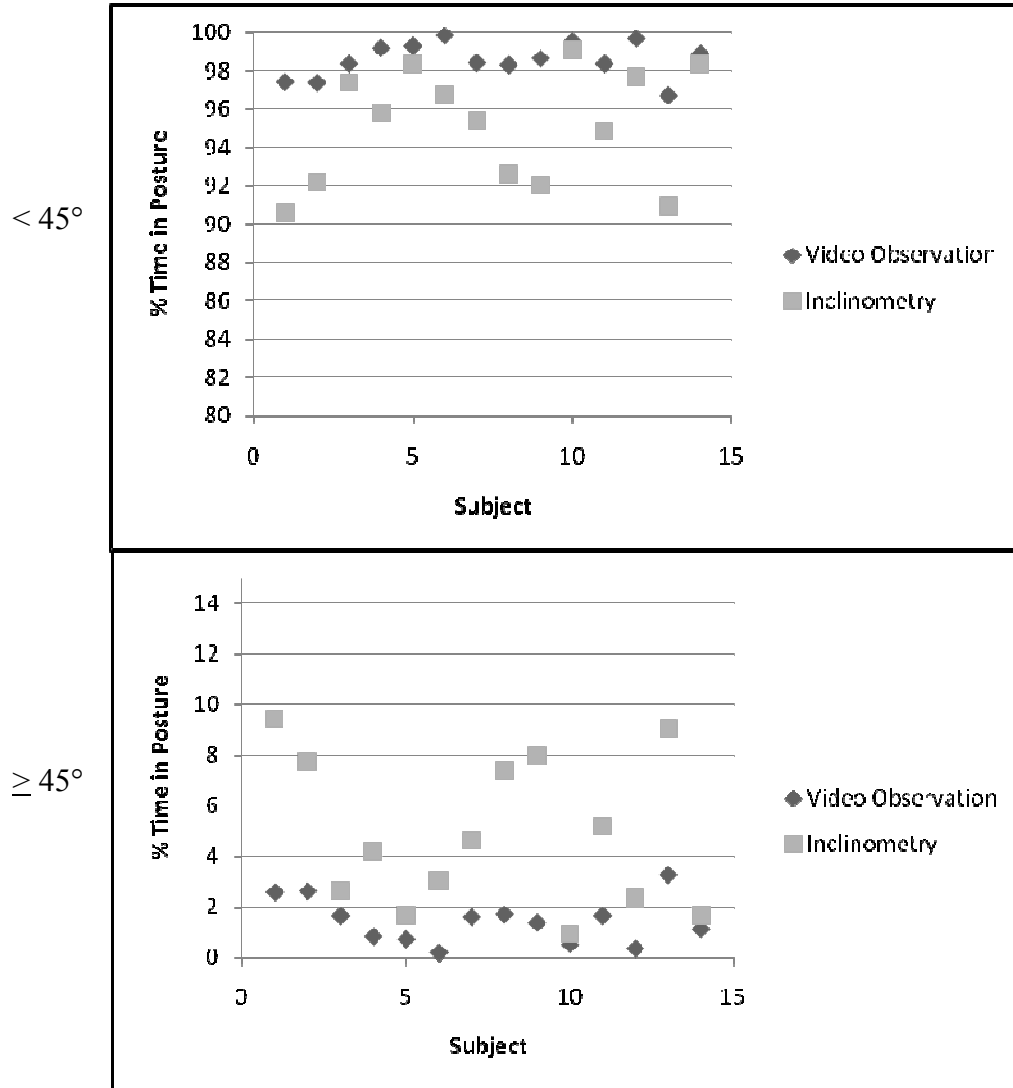 100
98
96
94
92
90
88
86
84
82
80
% Time in Posture
< 45°
Video Observation
Inclinometry
0 5 10 15
Subject
14
12
10
8
6
4
2
0
% Time in Posture
≥ 45°
Video Observation
Inclinometry
0 5 10 15
Subject